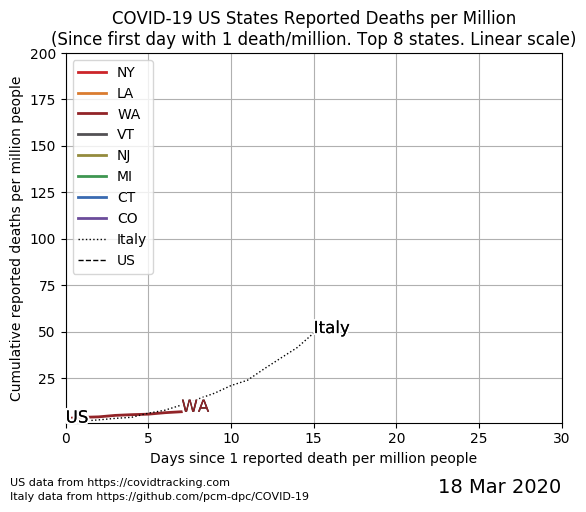 COVID-19 US States Reported Deaths per Million
(Since first day with 1 death/million. Top 8 states. Linear scale)
Cumulative reported deaths per million people
200
175
150
125
100
75
50
25
NY
LA
WA
VT
NJ
MI
CT
CO
Italy
US
Italy
WA
US
0 5 10 15 20 25 30
Days since 1 reported death per million people
US data from https://covidtracking.com
Italy data from https://github.com/pcm-dpc/COVID-19
18 Mar 2020